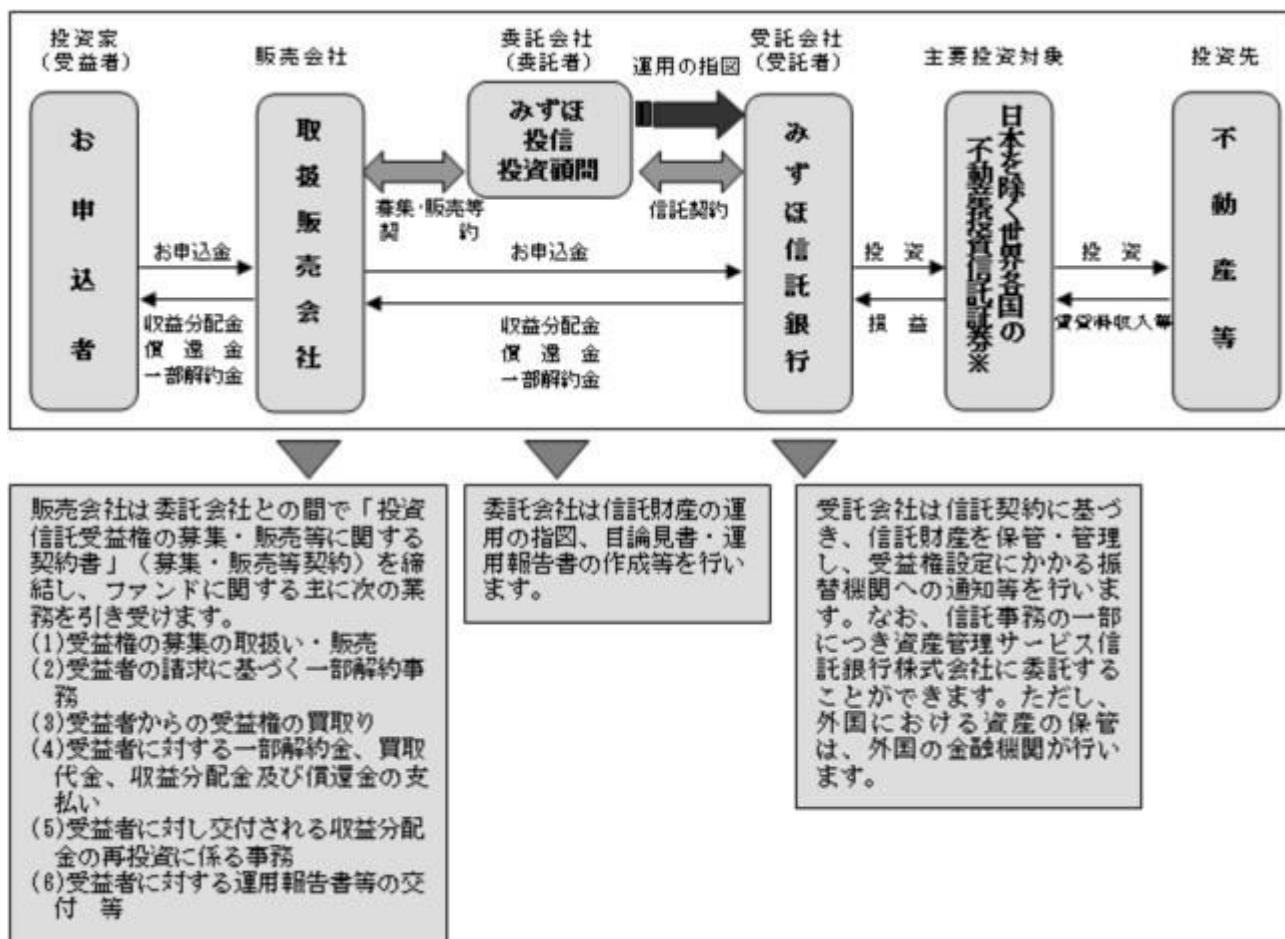 投資家
(受益者)
販売会社
委託会社
(委託者)
運用の指図
受託会社
(受託者)
主要投資対象
投資先
お申込者
取扱販売会社
みずほ
投信
投資顧問
みずほ信託銀行
日本を除く世界各国の
不動産投資信託証券※
不動産等
募集・販売等
契 約
信託契約
お申込金
収益分配金
償 還 金
一部解約金
お申込金
収益分配金
償 還 金
一部解約金
投 資
損 益
投 資
賃貸料収入等
販売会社は委託会社との間で「投資
信託受益権の募集・販売等に関する
契約書」（募集・販売等契約）を締
結し、ファンドに関する主に次の業
務を引き受けます。
(1)受益権の募集の取扱い・販売
(2)受益者の請求に基づく一部解約事
務
(3)受益者からの受益権の買取り
(4)受益者に対する一部解約金、買取
代金、収益分配金及び償還金の支
払い
(5)受益者に対し交付される収益分配
金の再投資に係る事務
(6)受益者に対する運用報告書等の交
付 等
委託会社は信託財産の運
用の指図、目論見書・運
用報告書の作成等を行い
ます。
受託会社は信託契約に基づ
き、信託財産を保管・管理
し、受益権設定にかかる振
替機関への通知等を行いま
す。なお、信託事務の一部
につき資産管理サービス信
託銀行株式会社に委託する
ことができます。ただし、
外国における資産の保管
は、外国の金融機関が行い
ます。